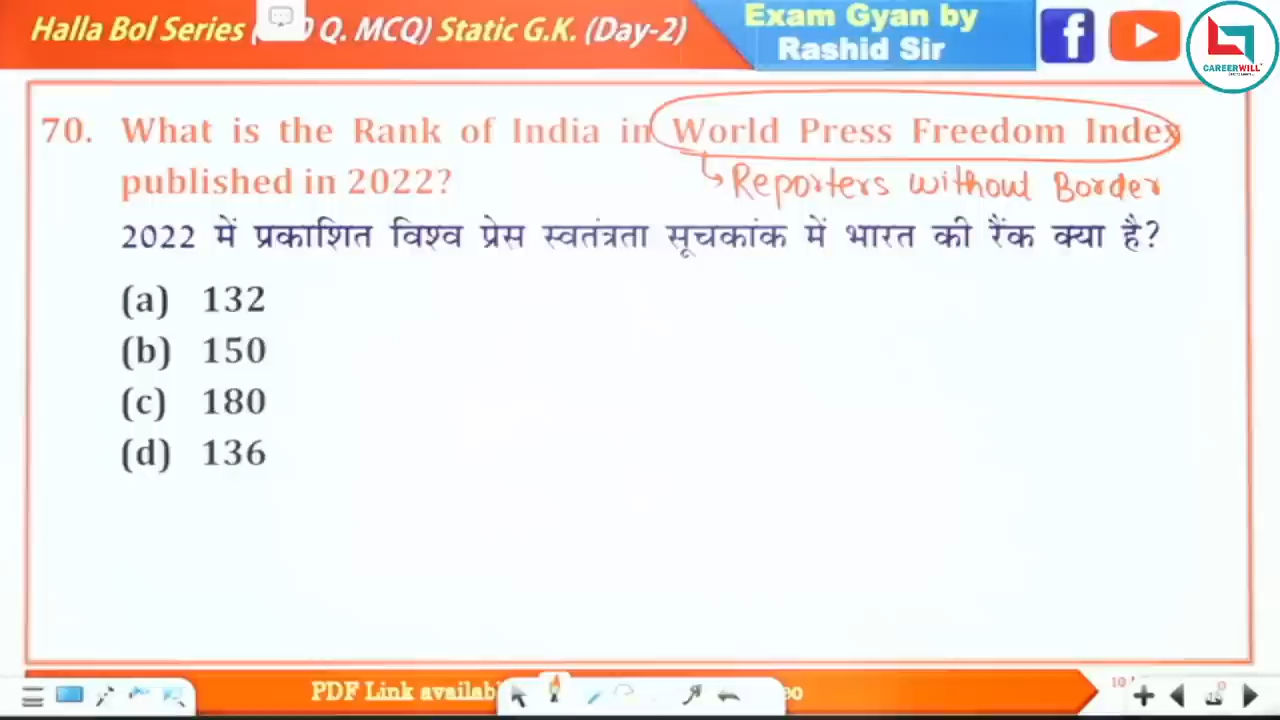 Halla Bol Series ( 0 Q. MCQ) Static G.K. (Day-2)
Exam Gyan by
Rashid Sir
CAREERWILL
70. What is the Rank of India in World Press Freedom Index
published in 2022?
Reporters without Border
2022 में प्रकाशित विश्व प्रेस स्वतंत्रता सूचकांक में भारत की रैंक क्या है?
(a) 132
(b) 150
(c) 180
(d) 136
PDF Link availab eo